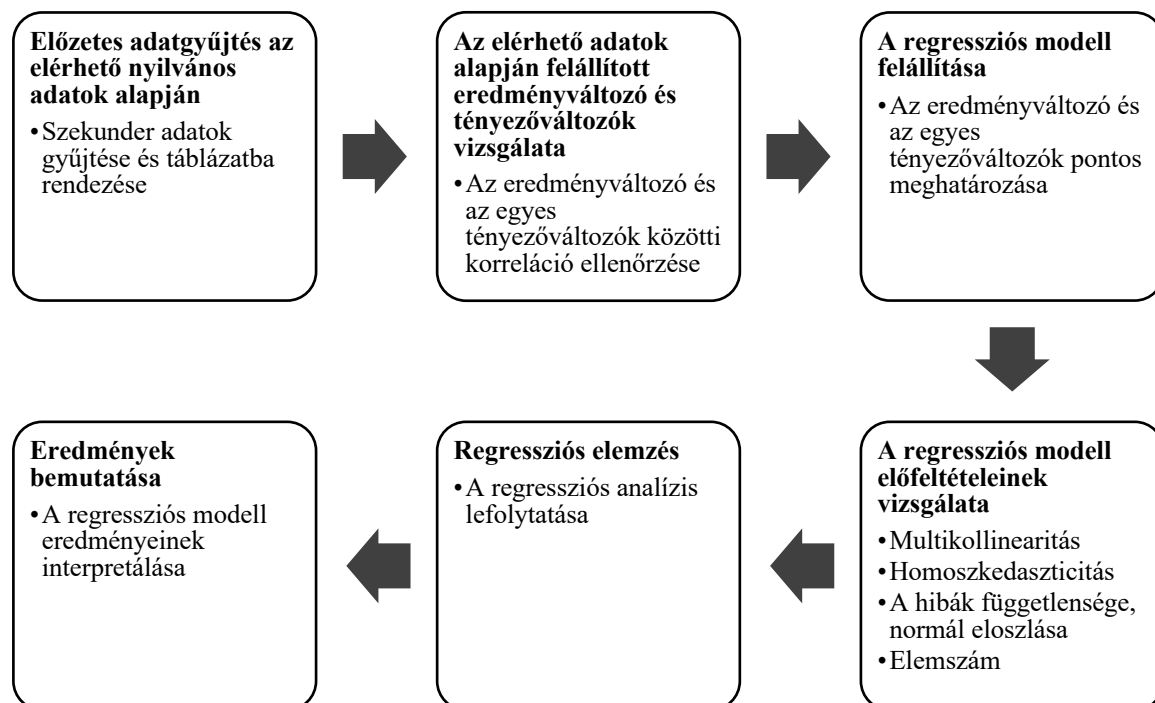 Előzetes adatgyűjtés az
elérhető nyilvános
adatok alapján
•Szekunder adatok
gyűjtése és táblázatba
rendezése
Az elérhető adatok
alapján felállított
eredményváltozó és
tényezőváltozók
vizsgálata
•Az eredményváltozó és
az egyes
tényezőváltozók közötti
korreláció ellenőrzése
A regressziós modell
felállítása
•Az eredményváltozó és
az egyes
tényezőváltozók pontos
meghatározása
A regressziós modell
előfeltételeinek
vizsgálata
•Multikollinearitás
•Homoszkedaszticitás
•A hibák függetlensége,
normál eloszlása
•Elemszám
Regressziós elemzés
•A regressziós analízis
lefolytatása
Eredmények
bemutatása
•A regressziós modell
eredményeinek
interpretálása